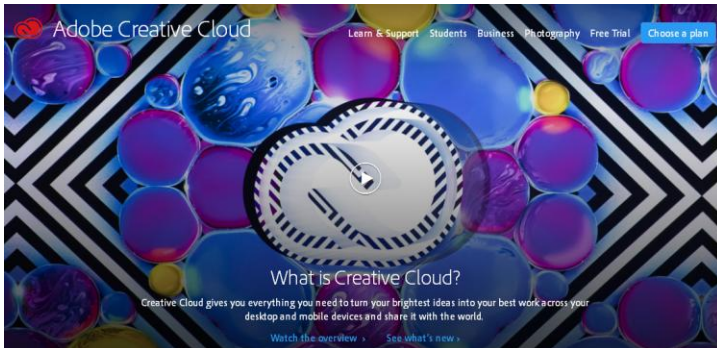 Adobe Creative Cloud
Learn & Support Students Business Photography Free Trial Choose a plan
What is Creative Cloud?
Creative Cloud gives you everything you need to turn your brightest ideas into your best work across your
desktop and mobile devices and share it with the world.
Watch the overview › See what's new ›